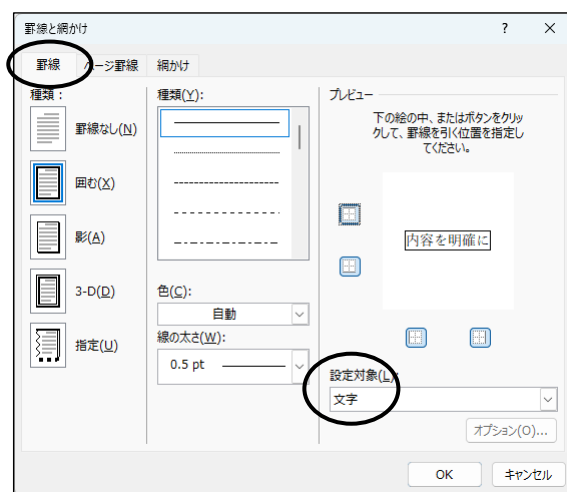 罫線と網かけ
? ×
罫線 ページ罫線 網かけ
種類：
罫線なし(N)
囲む(X)
影(A)
3-D(D)
指定(U)
種類(Y):
色(C):
自動
線の太さ(W):
0.5 pt
プレビュー
下の絵の中、またはボタンをクリッ
クして、罫線を引く位置を指定し
てください。
内容を明確に
設定対象(L):
文字
オプション(O)...
OK キャンセル